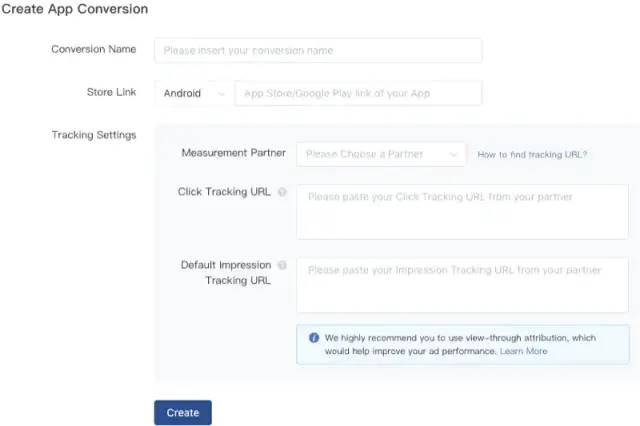 Create App Conversion
Conversion Name
Please insert your conversion name
Store Link
Android
App Store/Google Play link of your App
Tracking Settings
Measurement Partner
Please Choose a Partner
How to find tracking URL?
Click Tracking URL
Please paste your Click Tracking URL from your partner
Default Impression
Tracking URL
Please paste your Impression Tracking URL from your partner
We highly recommend you to use view-through attribution, which
would help improve your ad performance. Learn More
Create